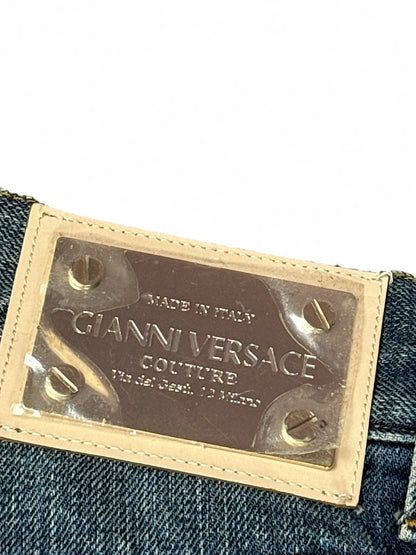 MADE IN ITALY
GIANNI VERSACE
COUTURE
Via del Gesù, 12 Milano